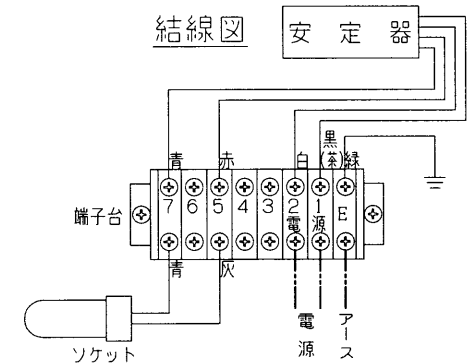 結線図
安定器
青 赤 白 黒(茶) 緑
端子台
7 6 5 4 3 2 1 E
電源
青 灰
電源 アース
ソケット